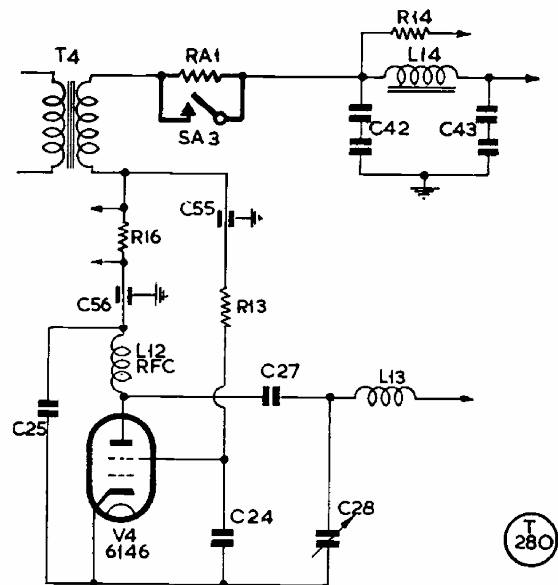 R14
T4
RA1
L14
SA3
C42
C43
C55
R16
C56
R13
L12
RFC
C27
L13
C25
V4
6146
C24
C28
T
280